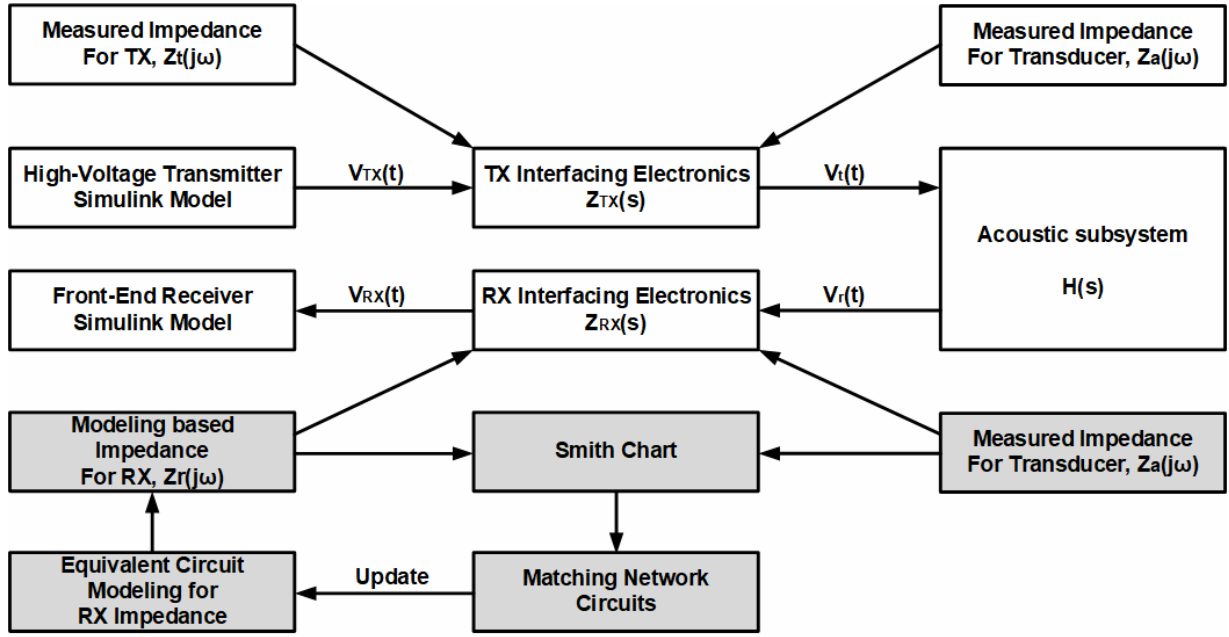 Measured Impedance
For TX, Zt(jω)
Measured Impedance
For Transducer, Za(jω)
High-Voltage Transmitter
Simulink Model
VTX(t)
TX Interfacing Electronics
ZTX(s)
Vt(t)
Acoustic subsystem
H(s)
Front-End Receiver
Simulink Model
VRX(t)
RX Interfacing Electronics
ZRX(s)
Vr(t)
Modeling based
Impedance
For RX, Zr(jω)
Smith Chart
Measured Impedance
For Transducer, Za(jω)
Equivalent Circuit
Modeling for
RX Impedance
Update
Matching Network
Circuits